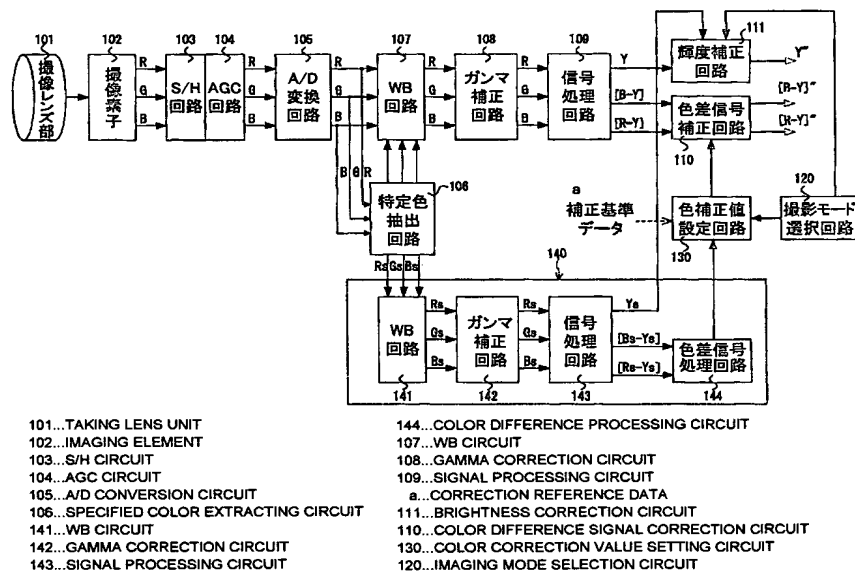 101
102
103
104
105
107
108
109
撮像レンズ部
撮像素子
R
G
B
S/H
回路
AGC
回路
R
G
B
A/D
変換
回路
R
G
B
WB
回路
R
G
B
ガンマ
補正
回路
R
G
B
信号
処理
回路
Y
[B-Y]
[R-Y]
輝度補正
回路
111
Y"
[B-Y]"
[R-Y]"
色差信号
補正回路
110
B G R
106
特定色
抽出
回路
a
補正基準
データ
色補正値
設定回路
130
120
撮影モード
選択回路
Rs Gs Bs
140
WB
回路
141
Rs
Gs
Bs
ガンマ
補正
回路
142
Rs
Gs
Bs
信号
処理
回路
143
Ys
[Bs-Ys]
[Rs-Ys]
色差信号
処理回路
144
101...TAKING LENS UNIT
102...IMAGING ELEMENT
103...S/H CIRCUIT
104...AGC CIRCUIT
105...A/D CONVERSION CIRCUIT
106...SPECIFIED COLOR EXTRACTING CIRCUIT
141...WB CIRCUIT
142...GAMMA CORRECTION CIRCUIT
143...SIGNAL PROCESSING CIRCUIT
144...COLOR DIFFERENCE PROCESSING CIRCUIT
107...WB CIRCUIT
108...GAMMA CORRECTION CIRCUIT
109...SIGNAL PROCESSING CIRCUIT
a...CORRECTION REFERENCE DATA
111...BRIGHTNESS CORRECTION CIRCUIT
110...COLOR DIFFERENCE SIGNAL CORRECTION CIRCUIT
130...COLOR CORRECTION VALUE SETTING CIRCUIT
120...IMAGING MODE SELECTION CIRCUIT